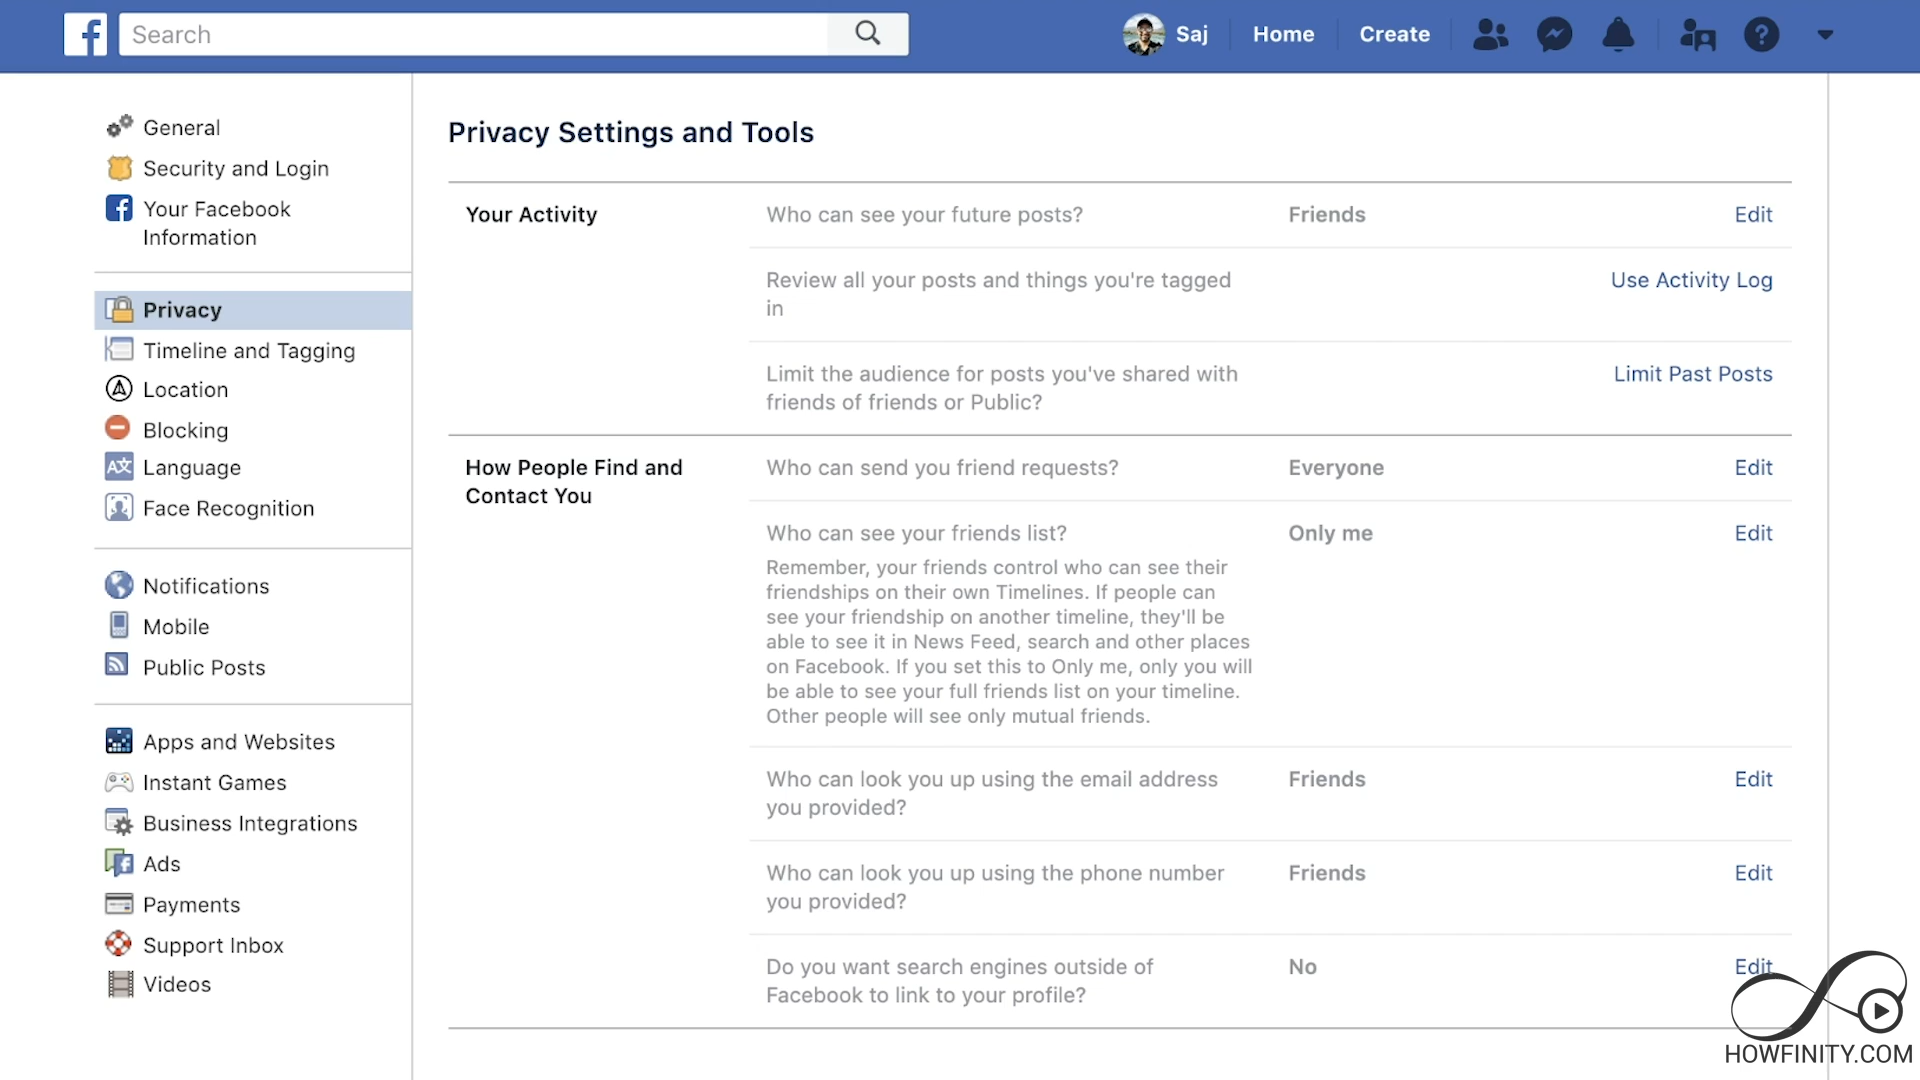 f
Search
Saj
Home
Create
?
General
Security and Login
Your Facebook
Information
Privacy
Timeline and Tagging
Location
Blocking
Language
Face Recognition
Notifications
Mobile
Public Posts
Apps and Websites
Instant Games
Business Integrations
Ads
Payments
Support Inbox
Videos
Privacy Settings and Tools
Your Activity
Who can see your future posts?
Friends
Edit
Review all your posts and things you're tagged
in
Use Activity Log
Limit the audience for posts you've shared with
friends of friends or Public?
Limit Past Posts
How People Find and
Contact You
Who can send you friend requests?
Everyone
Edit
Who can see your friends list?
Only me
Edit
Remember, your friends control who can see their
friendships on their own Timelines. If people can
see your friendship on another timeline, they'll be
able to see it in News Feed, search and other places
on Facebook. If you set this to Only me, only you will
be able to see your full friends list on your timeline.
Other people will see only mutual friends.
Who can look you up using the email address
you provided?
Friends
Edit
Who can look you up using the phone number
you provided?
Friends
Edit
Do you want search engines outside of
Facebook to link to your profile?
No
Edit
HOWFINITY.COM